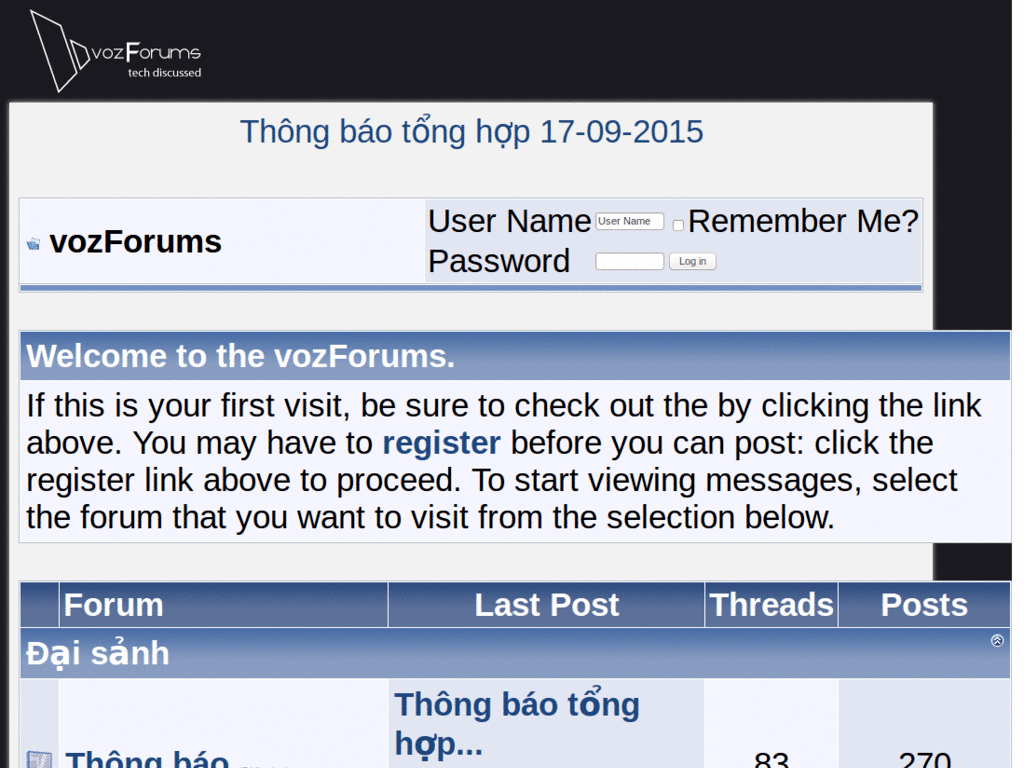 vozForums
tech discussed
Thông báo tổng hợp 17-09-2015
vozForums
User Name User Name Remember Me?
Password Log in
Welcome to the vozForums.
If this is your first visit, be sure to check out the by clicking the link
above. You may have to register before you can post: click the
register link above to proceed. To start viewing messages, select
the forum that you want to visit from the selection below.
Forum Last Post Threads Posts
Đại sảnh
Thông báo tổng
hợp...
Thông báo 83 270